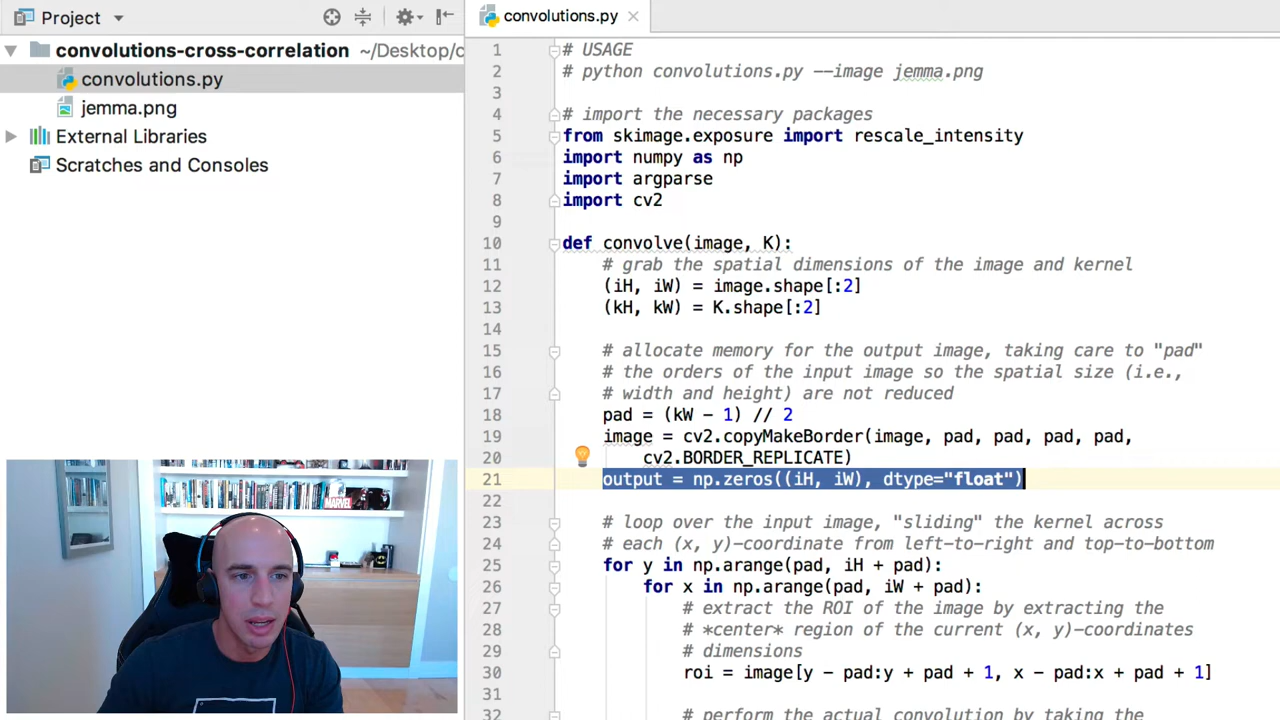 Project
convolutions-cross-correlation ~/Desktop/c
convolutions.py
jemma.png
External Libraries
Scratches and Consoles
convolutions.py
1 # USAGE
2 # python convolutions.py --image jemma.png
3
4 # import the necessary packages
5 from skimage.exposure import rescale_intensity
6 import numpy as np
7 import argparse
8 import cv2
9
10 def convolve(image, K):
11 # grab the spatial dimensions of the image and kernel
12 (iH, iW) = image.shape[:2]
13 (kH, kW) = K.shape[:2]
14
15 # allocate memory for the output image, taking care to "pad"
16 # the orders of the input image so the spatial size (i.e.,
17 # width and height) are not reduced
18 pad = (kW - 1) // 2
19 image = cv2.copyMakeBorder(image, pad, pad, pad, pad,
20 cv2.BORDER_REPLICATE)
21 output = np.zeros((iH, iW), dtype="float")
22
23 # loop over the input image, "sliding" the kernel across
24 # each (x, y)-coordinate from left-to-right and top-to-bottom
25 for y in np.arange(pad, iH + pad):
26 for x in np.arange(pad, iW + pad):
27 # extract the ROI of the image by extracting the
28 # *center* region of the current (x, y)-coordinates
29 # dimensions
30 roi = image[y - pad:y + pad + 1, x - pad:x + pad + 1]
31
32 # perform the actual convolution by taking the